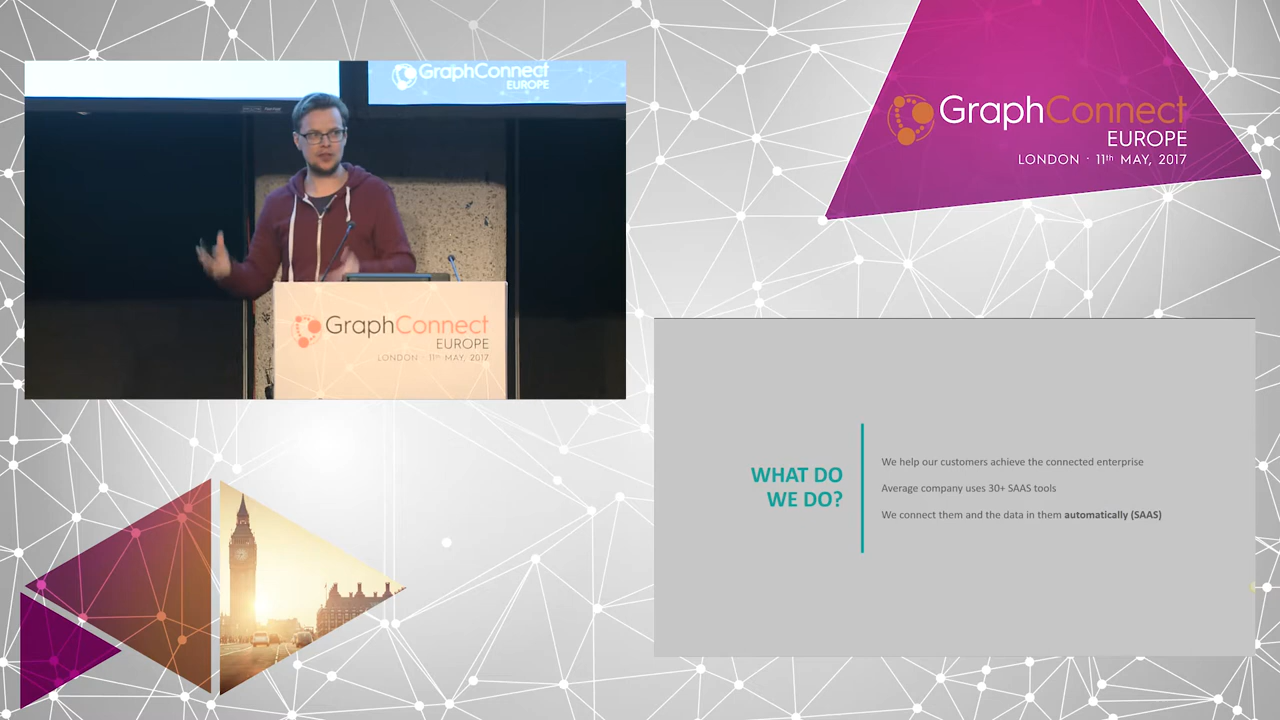 GraphConnect
EUROPE
GraphConnect
EUROPE
LONDON · 11th MAY, 2017
GraphConnect
EUROPE
LONDON · 11th MAY, 2017
WHAT DO
WE DO?
We help our customers achieve the connected enterprise
Average company uses 30+ SAAS tools
We connect them and the data in them automatically (SAAS)